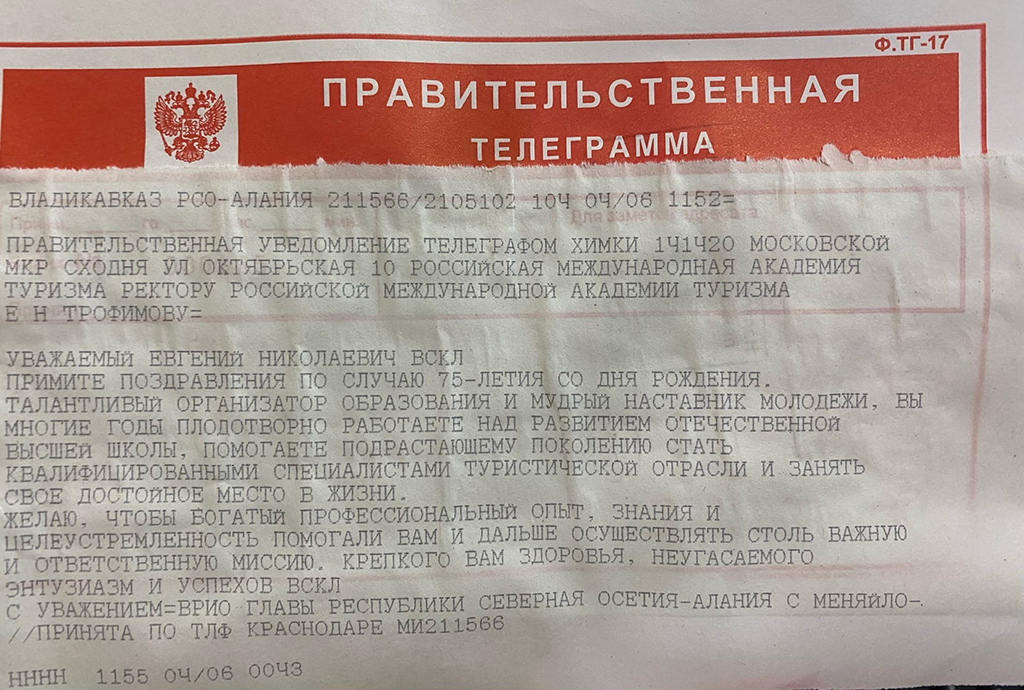 Ф.ТГ-17
ПРАВИТЕЛЬСТВЕННАЯ
ТЕЛЕГРАММА
ВЛАДИКАВКАЗ РСО-АЛАНИЯ 211566/2105102 10Ч 0Ч/06 1152=
Для заметок адресата
ПРАВИТЕЛЬСТВЕННАЯ УВЕДОМЛЕНИЕ ТЕЛЕГРАФОМ ХИМКИ 1Ч1Ч20 МОСКОВСКОЙ
МКР СХОДНЯ УЛ ОКТЯБРЬСКАЯ 10 РОССИЙСКАЯ МЕЖДУНАРОДНАЯ АКАДЕМИЯ
ТУРИЗМА РЕКТОРУ РОССИЙСКОЙ МЕЖДУНАРОДНОЙ АКАДЕМИИ ТУРИЗМА
Е Н ТРОФИМОВУ=
УВАЖАЕМЫЙ ЕВГЕНИЙ НИКОЛАЕВИЧ ВСКЛ
ПРИМИТЕ ПОЗДРАВЛЕНИЯ ПО СЛУЧАЮ 75-ЛЕТИЯ СО ДНЯ РОЖДЕНИЯ.
ТАЛАНТЛИВЫЙ ОРГАНИЗАТОР ОБРАЗОВАНИЯ И МУДРЫЙ НАСТАВНИК МОЛОДЕЖИ, ВЫ
МНОГИЕ ГОДЫ ПЛОДОТВОРНО РАБОТАЕТЕ НАД РАЗВИТИЕМ ОТЕЧЕСТВЕННОЙ
ВЫСШЕЙ ШКОЛЫ, ПОМОГАЕТЕ ПОДРАСТАЮЩЕМУ ПОКОЛЕНИЮ СТАТЬ
КВАЛИФИЦИРОВАННЫМИ СПЕЦИАЛИСТАМИ ТУРИСТИЧЕСКОЙ ОТРАСЛИ И ЗАНЯТЬ
СВОЕ ДОСТОЙНОЕ МЕСТО В ЖИЗНИ.
ЖЕЛАЮ, ЧТОБЫ БОГАТЫЙ ПРОФЕССИОНАЛЬНЫЙ ОПЫТ, ЗНАНИЯ И
ЦЕЛЕУСТРЕМЛЕННОСТЬ ПОМОГАЛИ ВАМ И ДАЛЬШЕ ОСУЩЕСТВЛЯТЬ СТОЛЬ ВАЖНУЮ
И ОТВЕТСТВЕННУЮ МИССИЮ. КРЕПКОГО ВАМ ЗДОРОВЬЯ, НЕУГАСАЕМОГО
ЭНТУЗИАЗМ И УСПЕХОВ ВСКЛ
С УВАЖЕНИЕМ=ВРИО ГЛАВЫ РЕСПУБЛИКИ СЕВЕРНАЯ ОСЕТИЯ-АЛАНИЯ С МЕНЯЙЛО-
//ПРИНЯТА ПО ТЛФ КРАСНОДАРЕ МИ211566
НННН 1155 0Ч/06 00Ч3